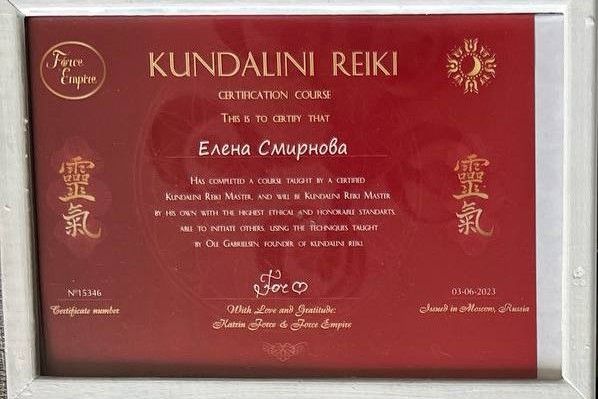 Force
Empire
KUNDALINI REIKI
CERTIFICATION COURSE
THIS IS TO CERTIFY THAT
Елена Смирнова
HAS COMPLETED A COURSE TAUGHT BY A CERTIFIED
KUNDALINI REIKI MASTER, AND WILL BE KUNDALINI REIKI MASTER
BY HIS OWN WITH THE HIGHEST ETHICAL AND HONORABLE STANDARTS,
ABLE TO INITIATE OTHERS, USING THE TECHNIQUES TAUGHT
BY OLE GABRIELSEN, FOUNDER OF KUNDALINI REIKI.
靈氣
靈氣
Force
№15346
Certificate number
With Love and Gratitude:
Katrin Force & Force Empire
03-06-2023
Issued in Moscow, Russia